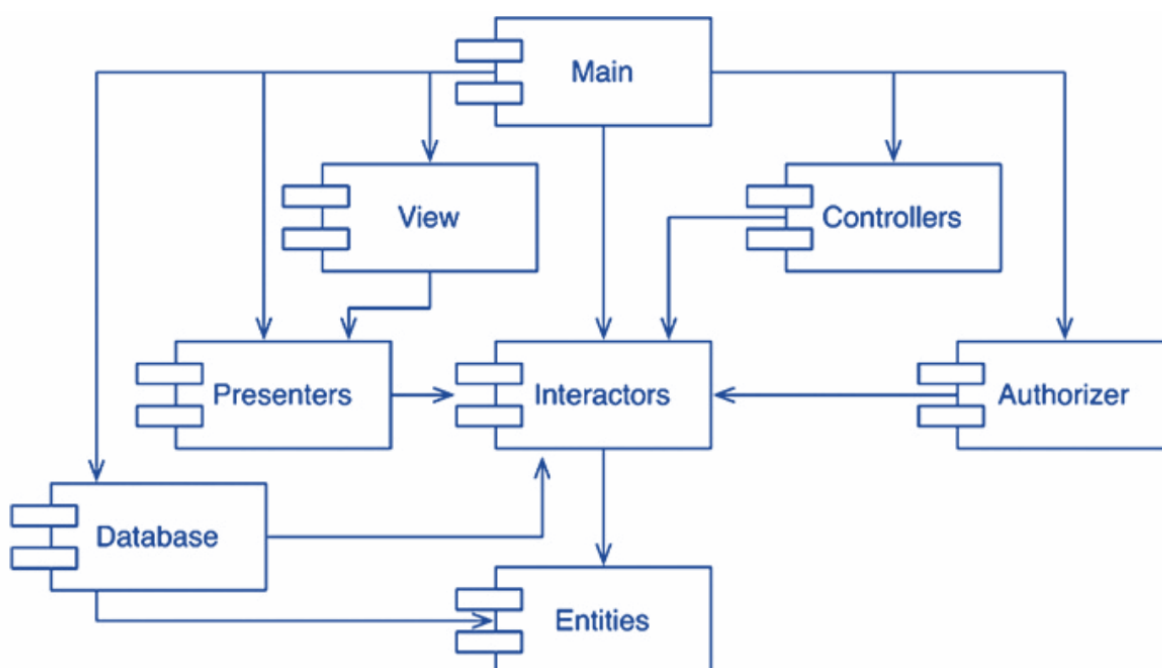 Main
View
Controllers
Presenters
Interactors
Authorizer
Database
Entities